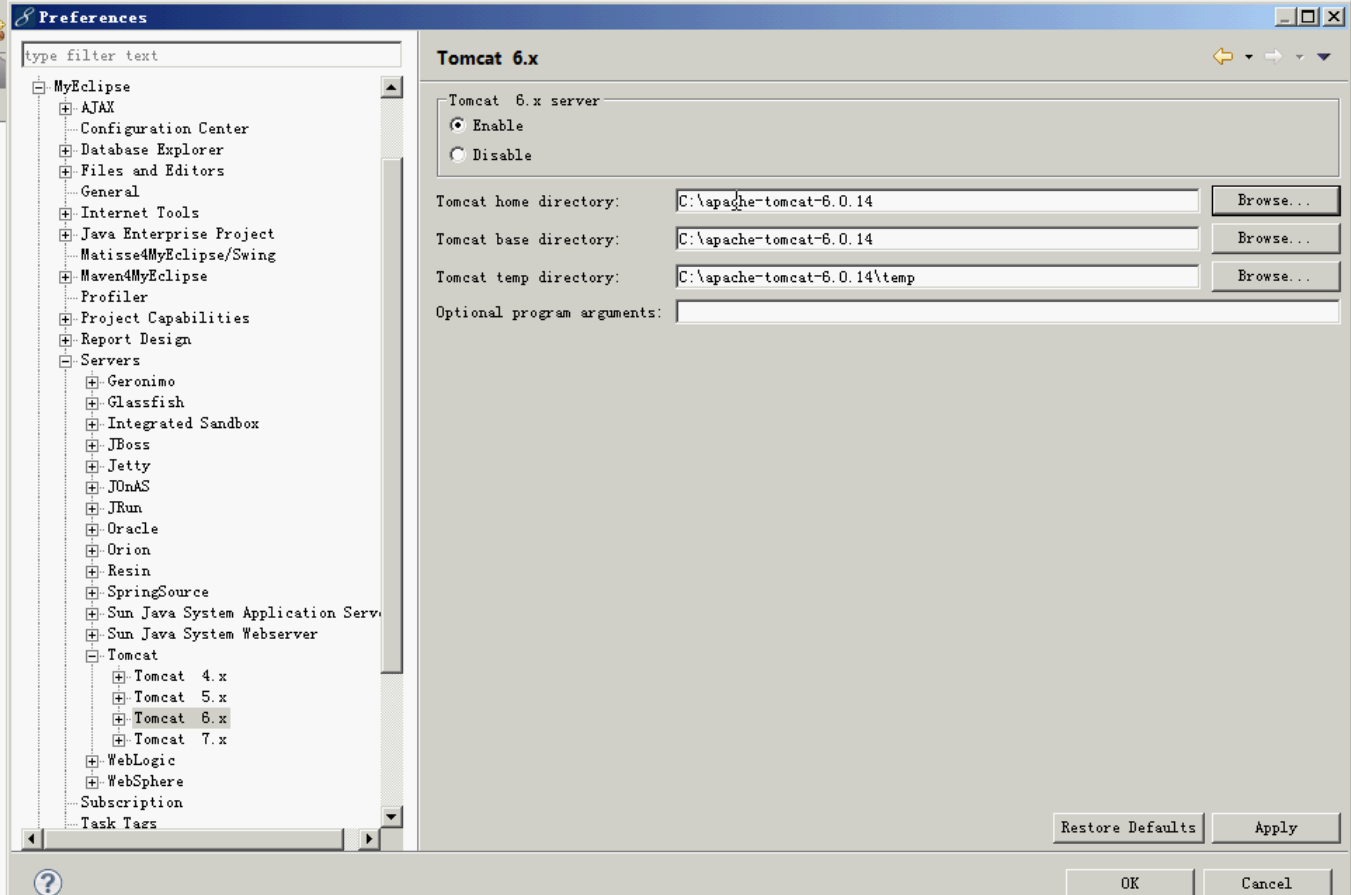 Preferences
type filter text
MyEclipse
AJAX
Configuration Center
Database Explorer
Files and Editors
General
Internet Tools
Java Enterprise Project
Matisse4MyEclipse/Swing
Maven4MyEclipse
Profiler
Project Capabilities
Report Design
Servers
Geronimo
Glassfish
Integrated Sandbox
JBoss
Jetty
JOnAS
JRun
Oracle
Orion
Resin
SpringSource
Sun Java System Application Serve
Sun Java System Webserver
Tomcat
Tomcat 4.x
Tomcat 5.x
Tomcat 6.x
Tomcat 7.x
WebLogic
WebSphere
Subscription
Task Tags
Tomcat 6.x
Tomcat 6.x server
Enable
Disable
Tomcat home directory: C:\apache-tomcat-6.0.14 Browse...
Tomcat base directory: C:\apache-tomcat-6.0.14 Browse...
Tomcat temp directory: C:\apache-tomcat-6.0.14\temp Browse...
Optional program arguments:
Restore Defaults Apply
OK Cancel